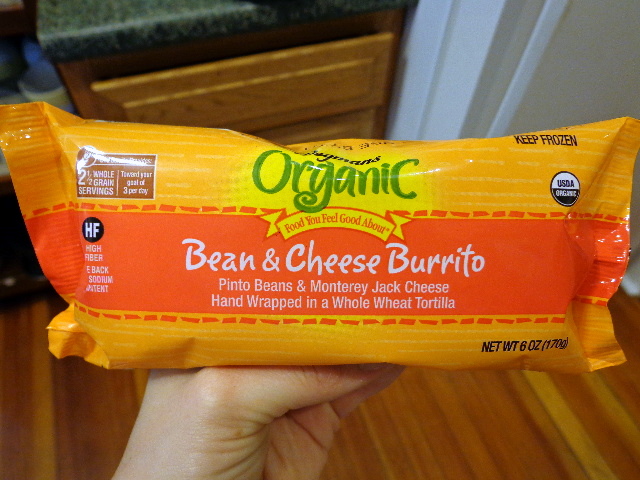 KEEP FROZEN
Wegmans
Organic
Food You Feel Good About
2½ WHOLE GRAIN SERVINGS
Toward your
goal of
3 per day
USDA
ORGANIC
HF
HIGH
FIBER
Bean & Cheese Burrito
Pinto Beans & Monterey Jack Cheese
Hand Wrapped in a Whole Wheat Tortilla
BACK
SODIUM
NET WT 6 OZ (170g)